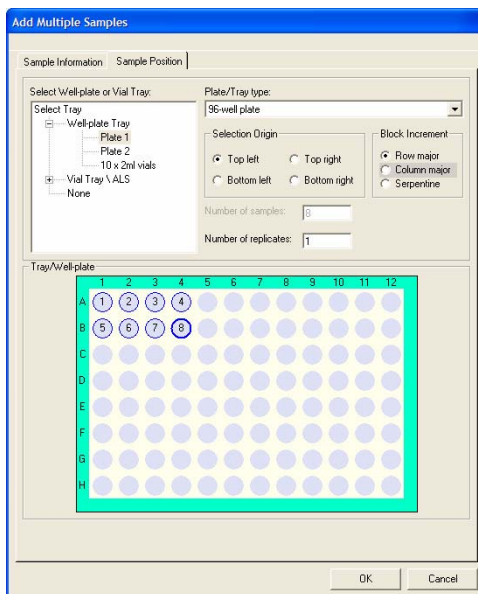 Add Multiple Samples
Sample Information Sample Position
Select Well-plate or Vial Tray:
Select Tray
Well-plate Tray
Plate 1
Plate 2
10 x 2ml vials
Vial Tray \ ALS
None
Plate/Tray type:
96-well plate
Selection Origin
Top left Top right
Bottom left Bottom right
Block Increment
Row major
Column major
Serpentine
Number of samples: 8
Number of replicates: 1
Tray/Well-plate
1 2 3 4 5 6 7 8 9 10 11 12
A 1 2 3 4
B 5 6 7 8
C
D
E
F
G
H
OK Cancel